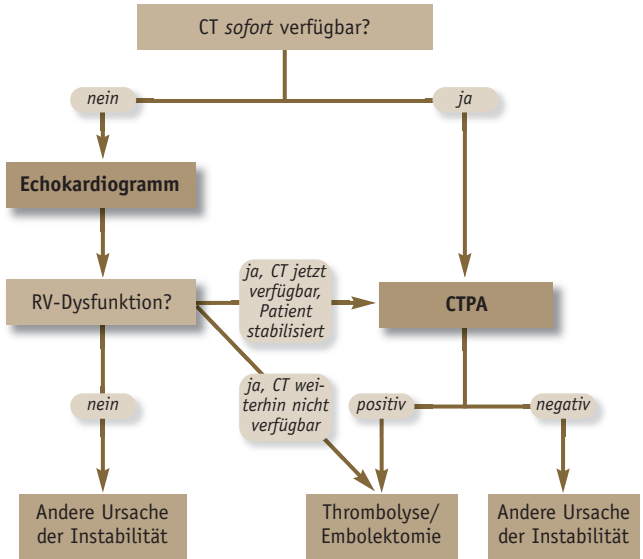 CT sofort verfügbar?
nein
ja
Echokardiogramm
RV-Dysfunktion?
ja, CT jetzt
verfügbar,
Patient
stabilisiert
CTPA
ja, CT wei-
terhin nicht
verfügbar
nein
positiv
negativ
Andere Ursache
der Instabilität
Thrombolyse/
Embolektomie
Andere Ursache
der Instabilität